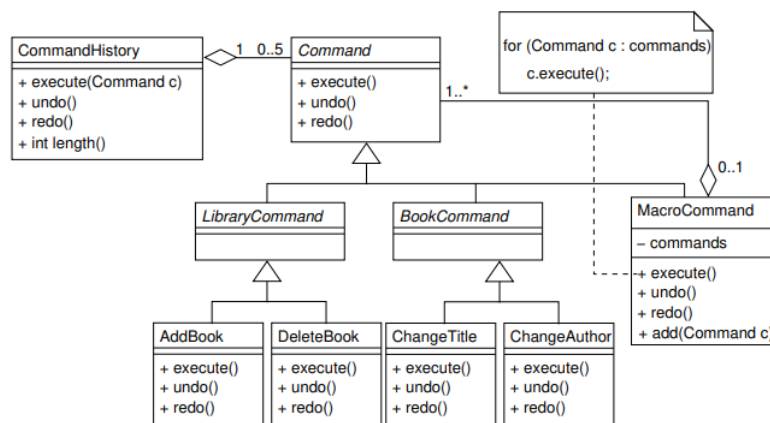 CommandHistory
+ execute(Command c)
+ undo()
+ redo()
+ int length()
1 0..5
Command
+ execute()
+ undo()
+ redo()
for (Command c : commands)
c.execute();
1..*
0..1
LibraryCommand
BookCommand
MacroCommand
– commands
+ execute()
+ undo()
+ redo()
+ add(Command c)
AddBook
+ execute()
+ undo()
+ redo()
DeleteBook
+ execute()
+ undo()
+ redo()
ChangeTitle
+ execute()
+ undo()
+ redo()
ChangeAuthor
+ execute()
+ undo()
+ redo()